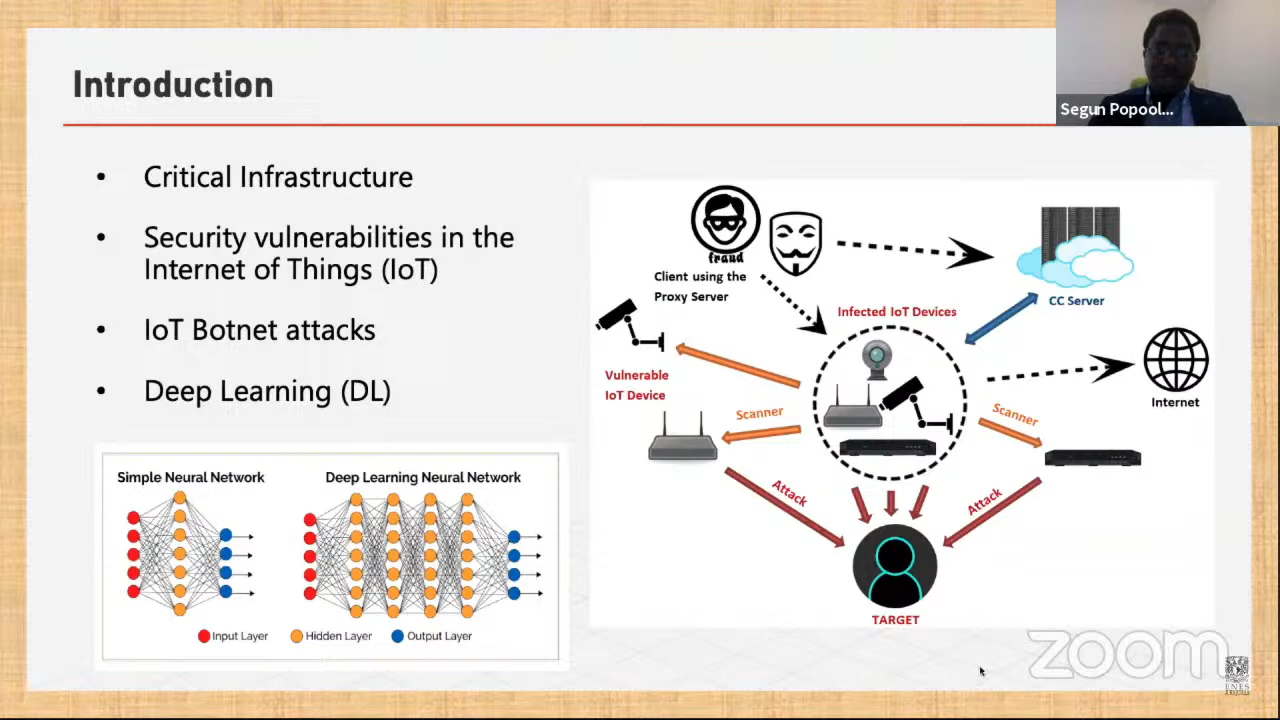 Introduction
Segun Popool...
• Critical Infrastructure
• Security vulnerabilities in the
Internet of Things (IoT)
• IoT Botnet attacks
• Deep Learning (DL)
fraud
Client using the
Proxy Server
CC Server
Infected IoT Devices
Vulnerable
IoT Device
Scanner
Scanner
Internet
Attack
Attack
TARGET
Simple Neural Network
Deep Learning Neural Network
Input Layer
Hidden Layer
Output Layer
zoom
ENES